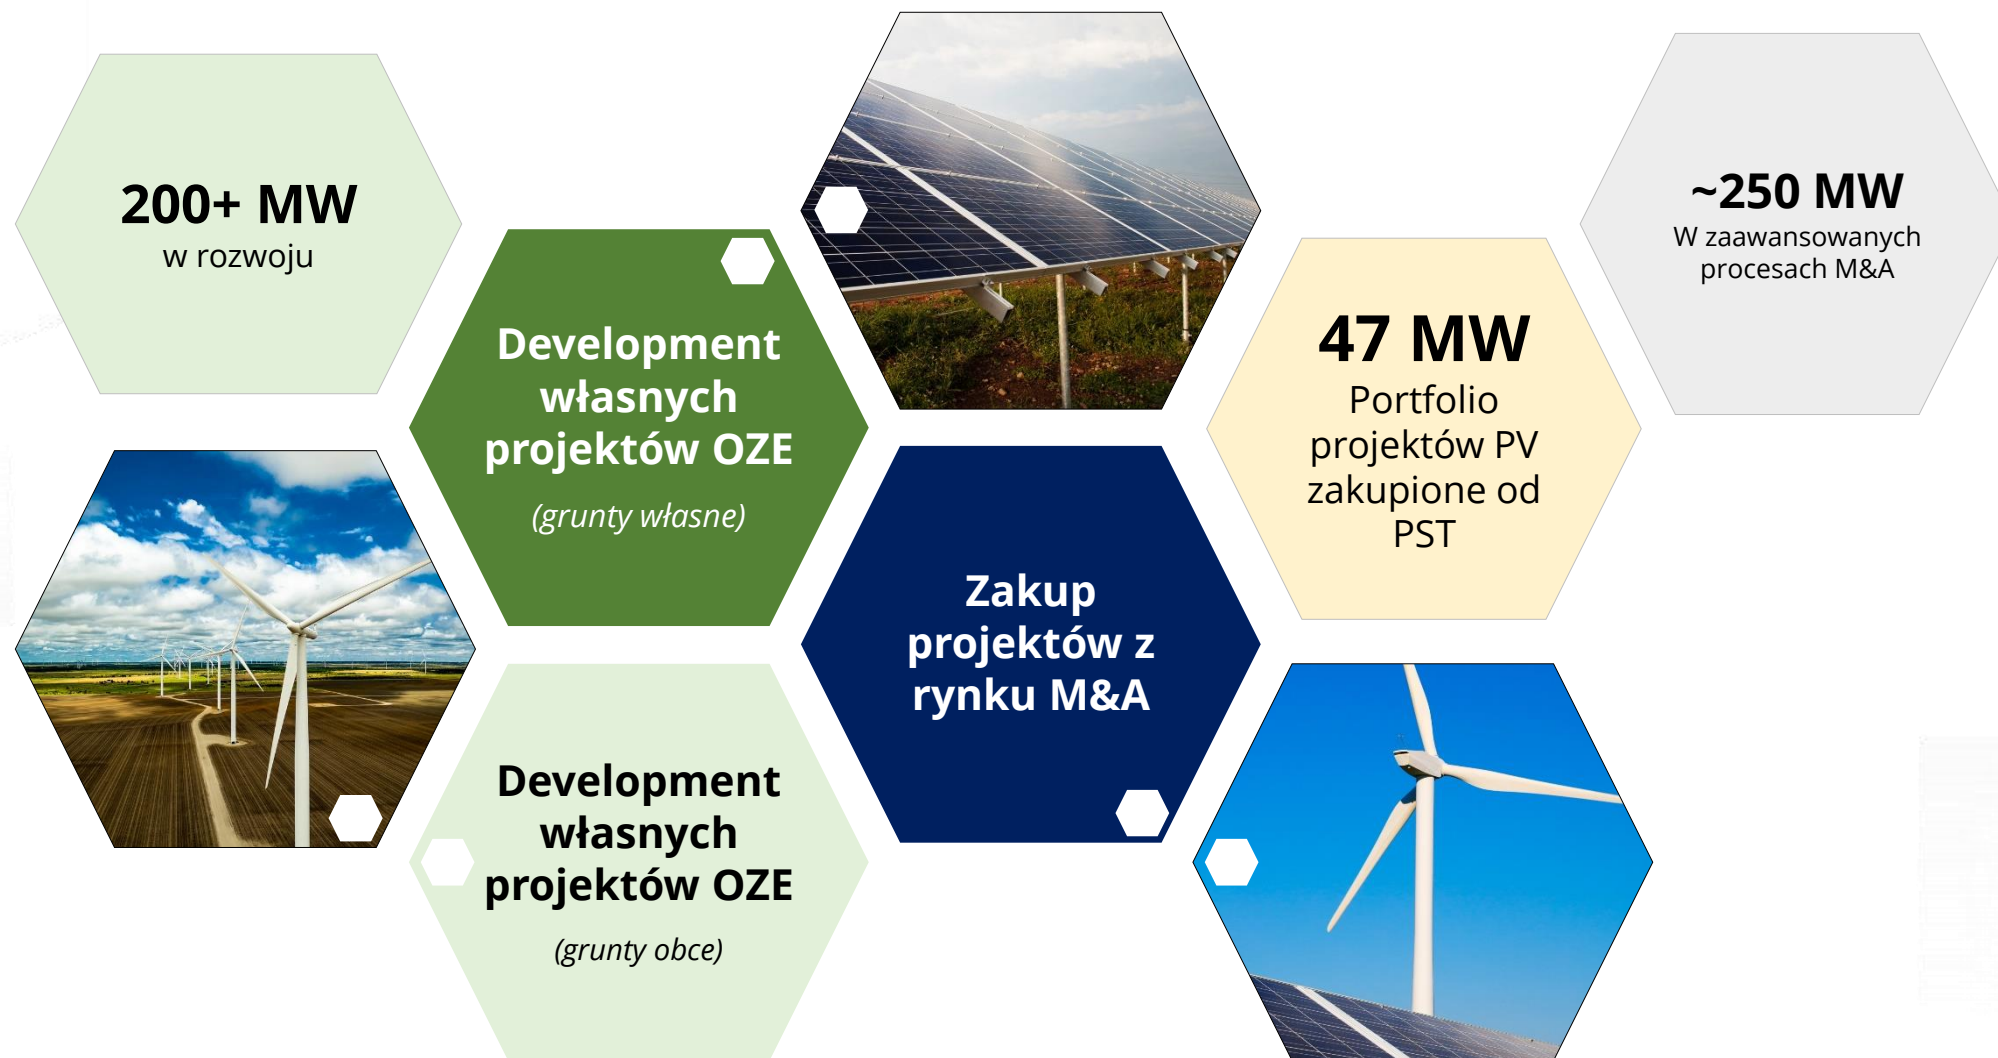 200+ MW
w rozwoju
Development
własnych
projektów OZE
(grunty własne)
Development
własnych
projektów OZE
(grunty obce)
Zakup
projektów z
rynku M&A
47 MW
Portfolio
projektów PV
zakupione od
PST
~250 MW
W zaawansowanych
procesach M&A